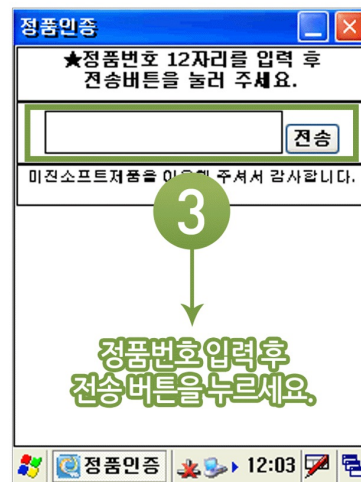 정품인증
★정품번호 12자리를 입력 후
전송버튼을 눌러 주세요.
전송
미진소프트제품을 주셔서 감사합니다.
3
정품번호 입력 후
전송 버튼을 누르세요.
정품인증
12:03